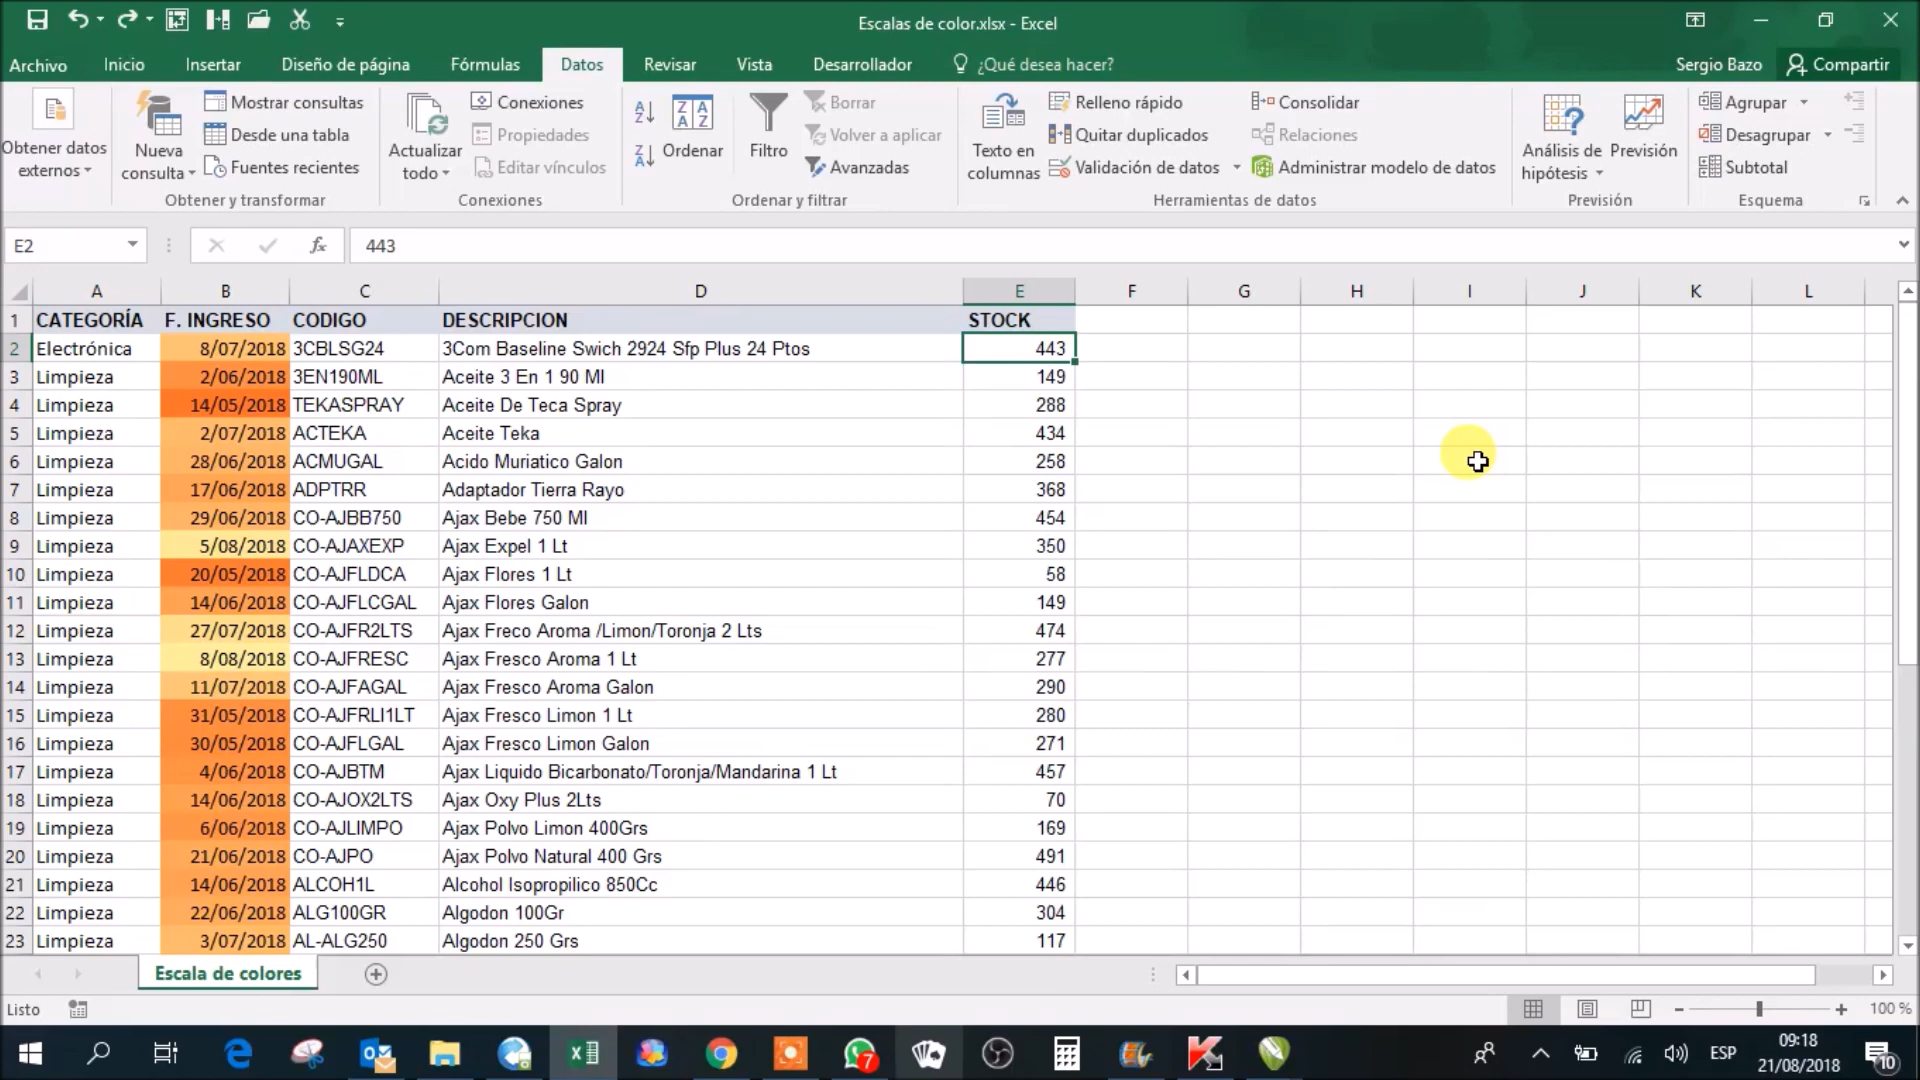 Escalas de color.xlsx - Excel
Archivo Inicio Insertar Diseño de página Fórmulas Datos Revisar Vista Desarrollador ¿Qué desea hacer? Sergio Bazo Compartir
Obtener datos externos
Nueva consulta
Mostrar consultas
Desde una tabla
Fuentes recientes
Obtener y transformar
Actualizar todo
Conexiones
Propiedades
Editar vínculos
Conexiones
Ordenar
Filtro
Borrar
Volver a aplicar
Avanzadas
Ordenar y filtrar
Texto en columnas
Relleno rápido
Quitar duplicados
Validación de datos
Consolidar
Relaciones
Administrar modelo de datos
Herramientas de datos
Análisis de hipótesis
Previsión
Previsión
Agrupar
Desagrupar
Subtotal
Esquema
E2 fx 443
A B C D E F G H I J K L
1 CATEGORÍA F. INGRESO CODIGO DESCRIPCION STOCK
2 Electrónica 8/07/2018 3CBLSG24 3Com Baseline Swich 2924 Sfp Plus 24 Ptos 443
3 Limpieza 2/06/2018 3EN190ML Aceite 3 En 1 90 Ml 149
4 Limpieza 14/05/2018 TEKASPRAY Aceite De Teca Spray 288
5 Limpieza 2/07/2018 ACTEKA Aceite Teka 434
6 Limpieza 28/06/2018 ACMUGAL Acido Muriatico Galon 258
7 Limpieza 17/06/2018 ADPTRR Adaptador Tierra Rayo 368
8 Limpieza 29/06/2018 CO-AJBB750 Ajax Bebe 750 Ml 454
9 Limpieza 5/08/2018 CO-AJAXEXP Ajax Expel 1 Lt 350
10 Limpieza 20/05/2018 CO-AJFLDCA Ajax Flores 1 Lt 58
11 Limpieza 14/06/2018 CO-AJFLCGAL Ajax Flores Galon 149
12 Limpieza 27/07/2018 CO-AJFR2LTS Ajax Freco Aroma /Limon/Toronja 2 Lts 474
13 Limpieza 8/08/2018 CO-AJFRESC Ajax Fresco Aroma 1 Lt 277
14 Limpieza 11/07/2018 CO-AJFAGAL Ajax Fresco Aroma Galon 290
15 Limpieza 31/05/2018 CO-AJFRLI1LT Ajax Fresco Limon 1 Lt 280
16 Limpieza 30/05/2018 CO-AJFLGAL Ajax Fresco Limon Galon 271
17 Limpieza 4/06/2018 CO-AJBTM Ajax Liquido Bicarbonato/Toronja/Mandarina 1 Lt 457
18 Limpieza 14/06/2018 CO-AJOX2LTS Ajax Oxy Plus 2Lts 70
19 Limpieza 6/06/2018 CO-AJLIMPO Ajax Polvo Limon 400Grs 169
20 Limpieza 21/06/2018 CO-AJPO Ajax Polvo Natural 400 Grs 491
21 Limpieza 14/06/2018 ALCOH1L Alcohol Isopropilico 850Cc 446
22 Limpieza 22/06/2018 ALG100GR Algodon 100Gr 304
23 Limpieza 3/07/2018 AL-ALG250 Algodon 250 Grs 117
Escala de colores
Listo 100 %
7 ESP 09:18
21/08/2018 10